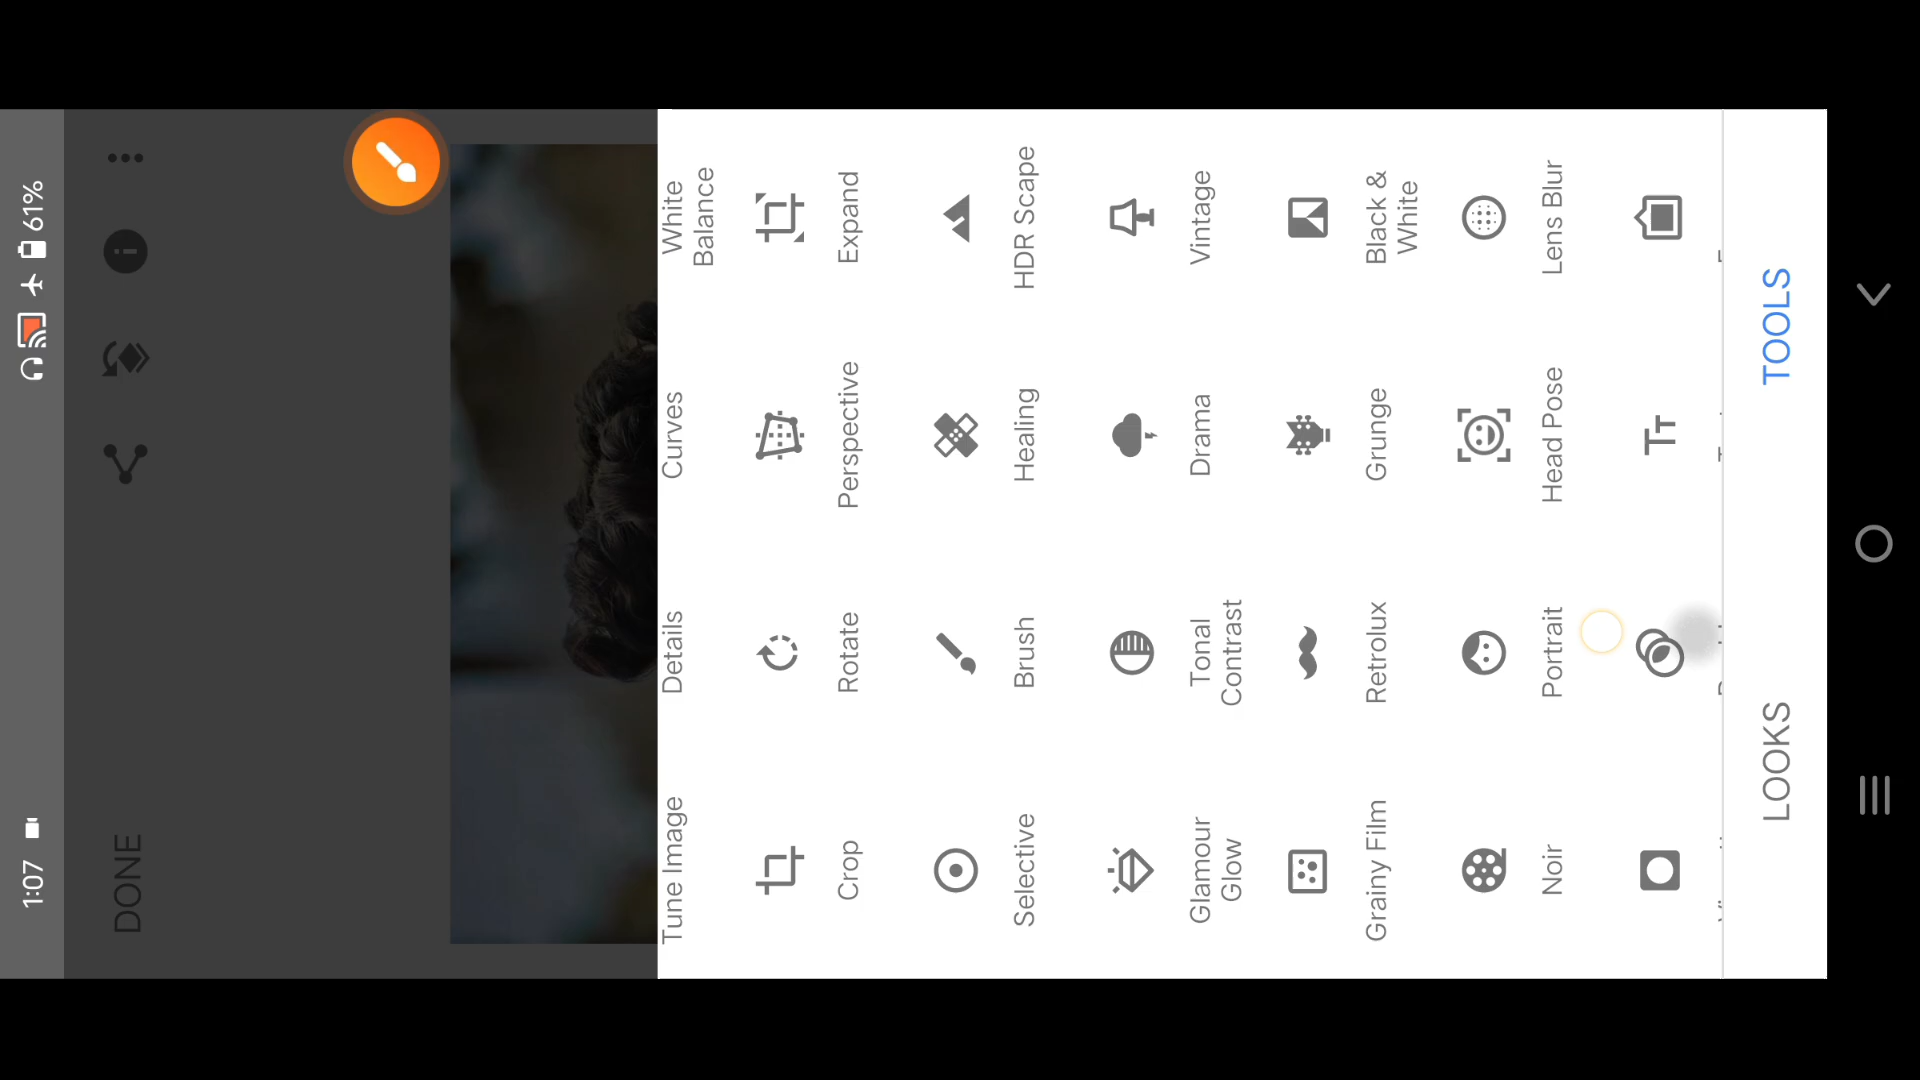 1:07
61%
DONE
Tune Image
Details
Curves
White
Balance
Crop
Rotate
Perspective
Expand
Selective
Brush
Healing
HDR Scape
Glamour
Glow
Tonal
Contrast
Drama
Vintage
Grainy Film
Retrolux
Grunge
Black &
White
Noir
Portrait
Head Pose
Lens Blur
LOOKS
TOOLS